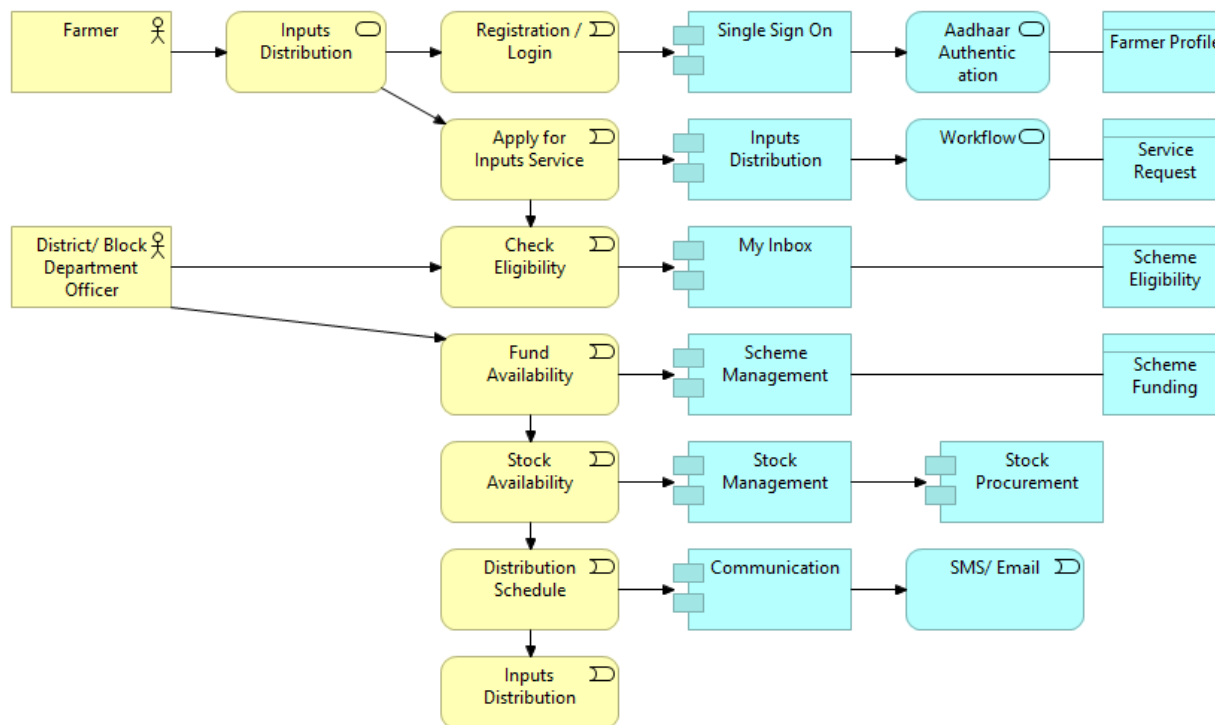 Farmer
Inputs
Distribution
Registration /
Login
Single Sign On
Aadhaar
Authentic
ation
Farmer Profile
Apply for
Inputs Service
Inputs
Distribution
Workflow
Service
Request
District/ Block
Department
Officer
Check
Eligibility
My Inbox
Scheme
Eligibility
Fund
Availability
Scheme
Management
Scheme
Funding
Stock
Availability
Stock
Management
Stock
Procurement
Distribution
Schedule
Communication
SMS/ Email
Inputs
Distribution